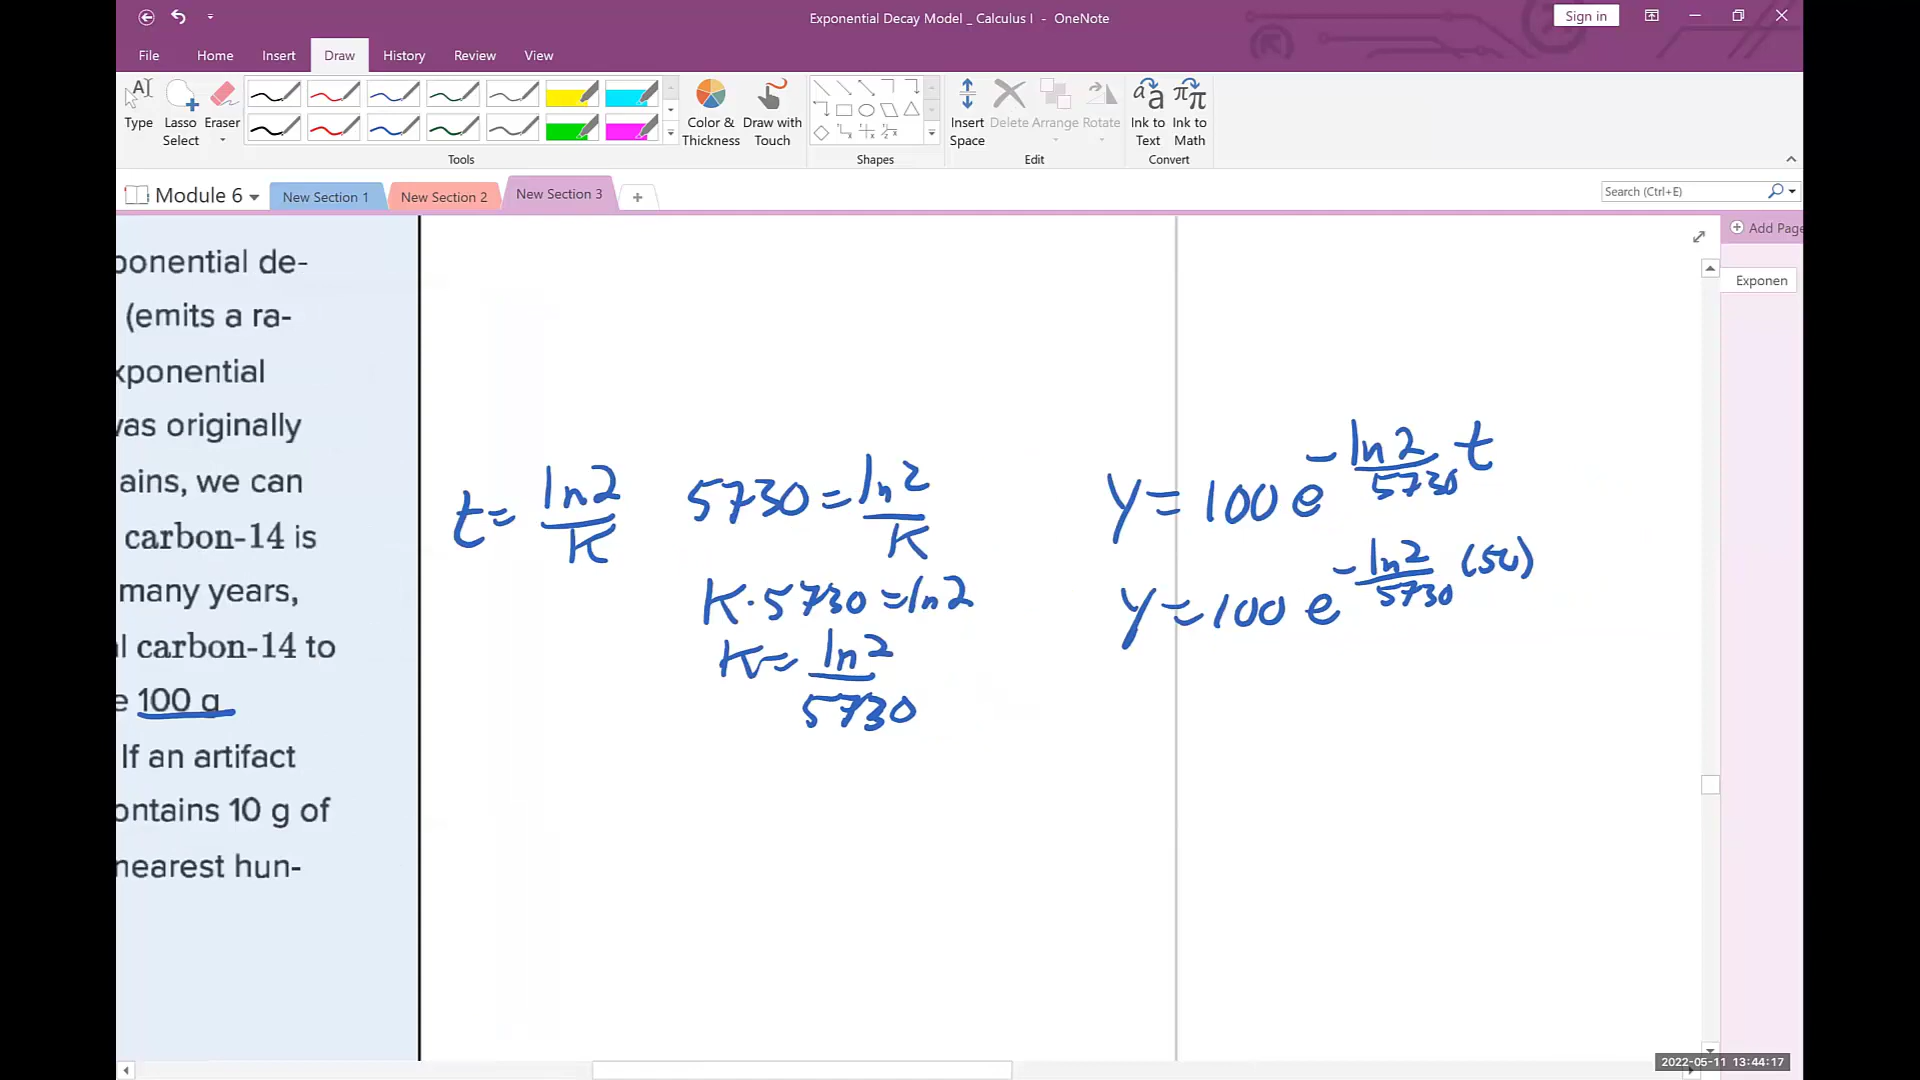 Exponential Decay Model _ Calculus I - OneNote
Sign in
File Home Insert Draw History Review View
Type
Lasso Select
Eraser
Color & Thickness
Draw with Touch
Insert Space
Delete
Arrange
Rotate
Ink to Text
Ink to Math
Tools
Shapes
Edit
Convert
Module 6
New Section 1
New Section 2
New Section 3
Search (Ctrl+E)
Add Page
Exponen
ponential de-
(emits a ra-
xponential
was originally
ains, we can
carbon-14 is
many years,
l carbon-14 to
e 100 g
If an artifact
ontains 10 g of
nearest hun-
t = ln2/K
5730 = ln2/K
K·5730 = ln2
K = ln2/5730
y = 100 e^(-ln2/5730 t)
y = 100 e^(-ln2/5730 (50))
2022-05-11 13:44:17